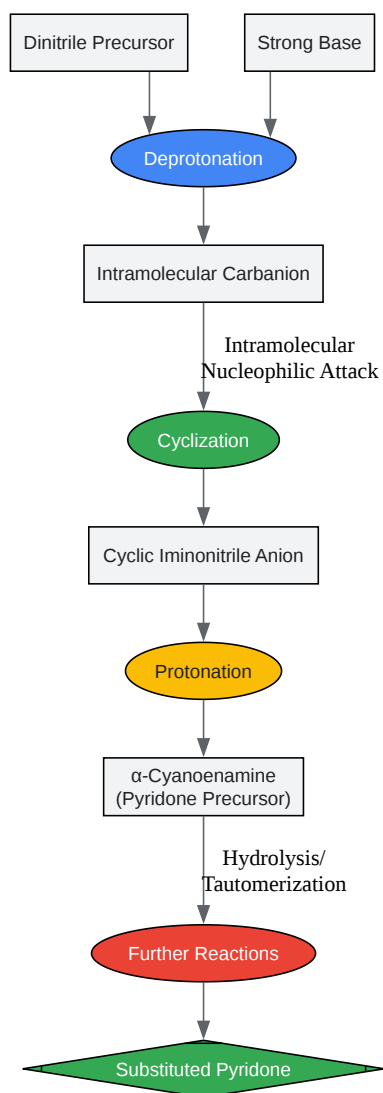 Dinitrile Precursor
Strong Base
Deprotonation
Intramolecular Carbanion
Intramolecular
Nucleophilic Attack
Cyclization
Cyclic Iminonitrile Anion
Protonation
α-Cyanoenamine
(Pyridone Precursor)
Hydrolysis/
Tautomerization
Further Reactions
Substituted Pyridone